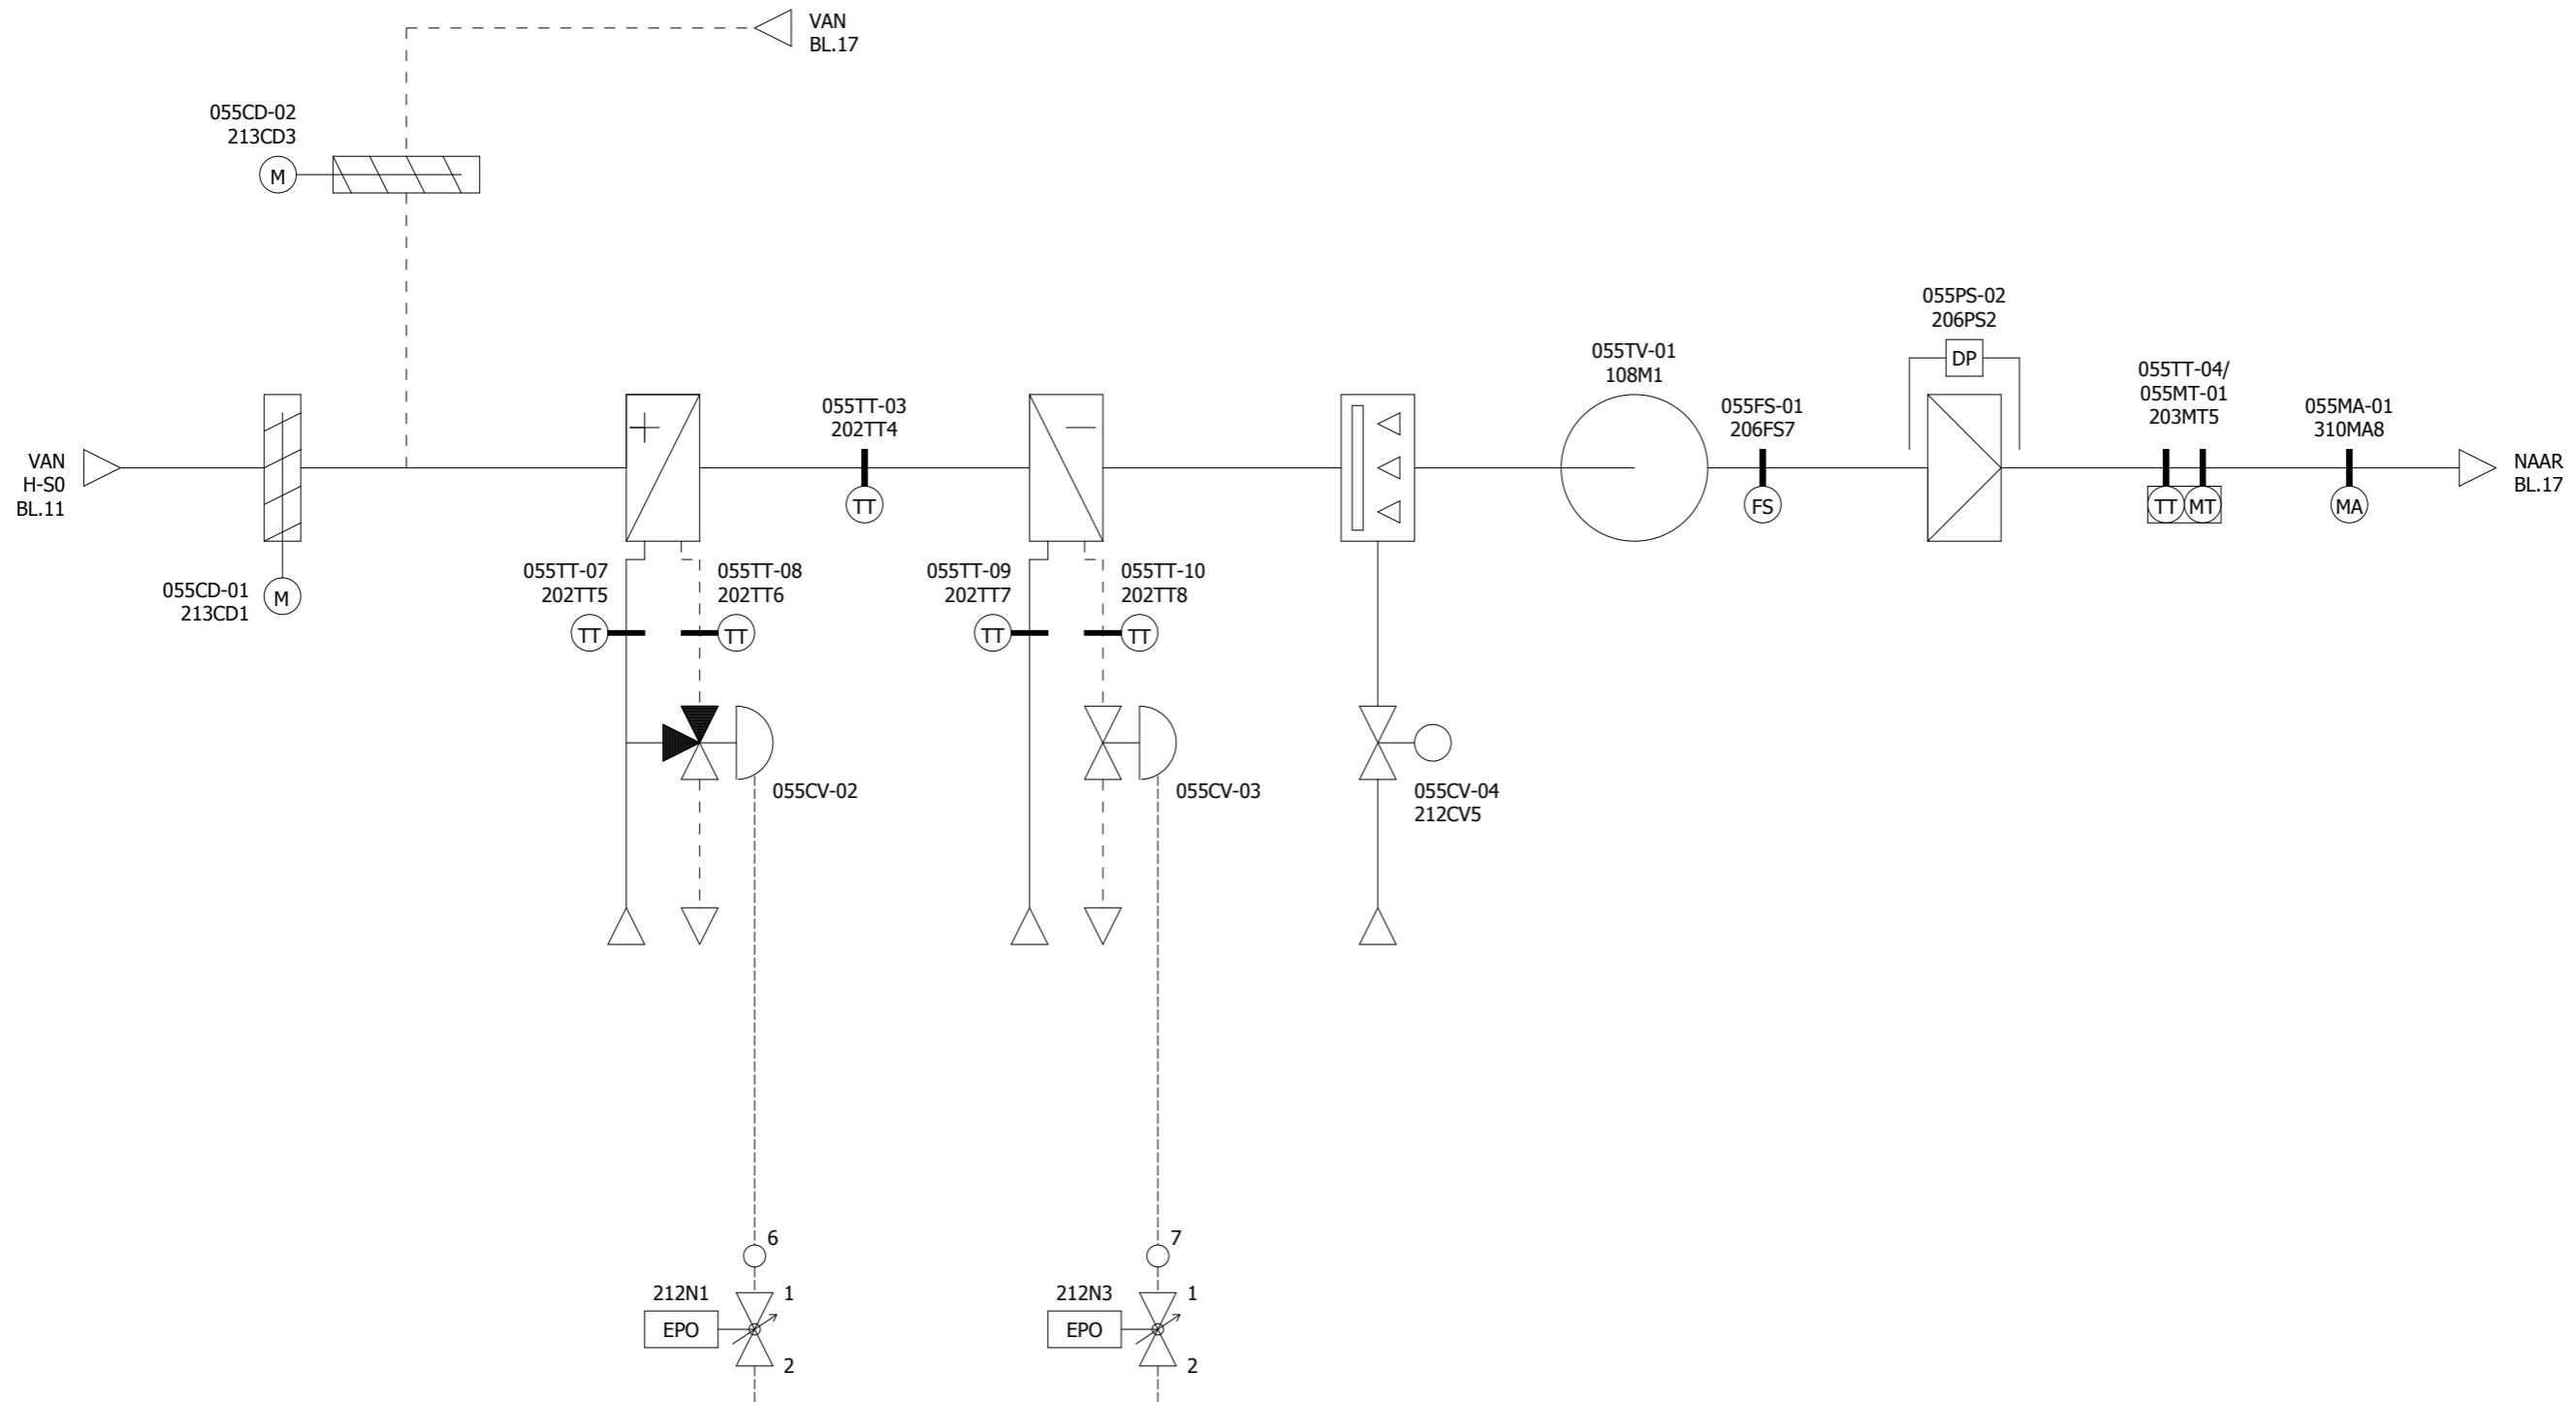 VAN
BL.17
055CD-02
213CD3
M
055PS-02
206PS2
DP
055TV-01
108M1
055TT-04/
055MT-01
203MT5
055TT-03
202TT4
055FS-01
206FS7
055MA-01
310MA8
VAN
H-S0
BL.11
NAAR
BL.17
TT
FS
TT
MT
MA
055CD-01
213CD1
M
055TT-07
202TT5
055TT-08
202TT6
055TT-09
202TT7
055TT-10
202TT8
TT
TT
TT
TT
055CV-02
055CV-03
055CV-04
212CV5
6
7
212N1
1
EPO
2
212N3
1
EPO
2